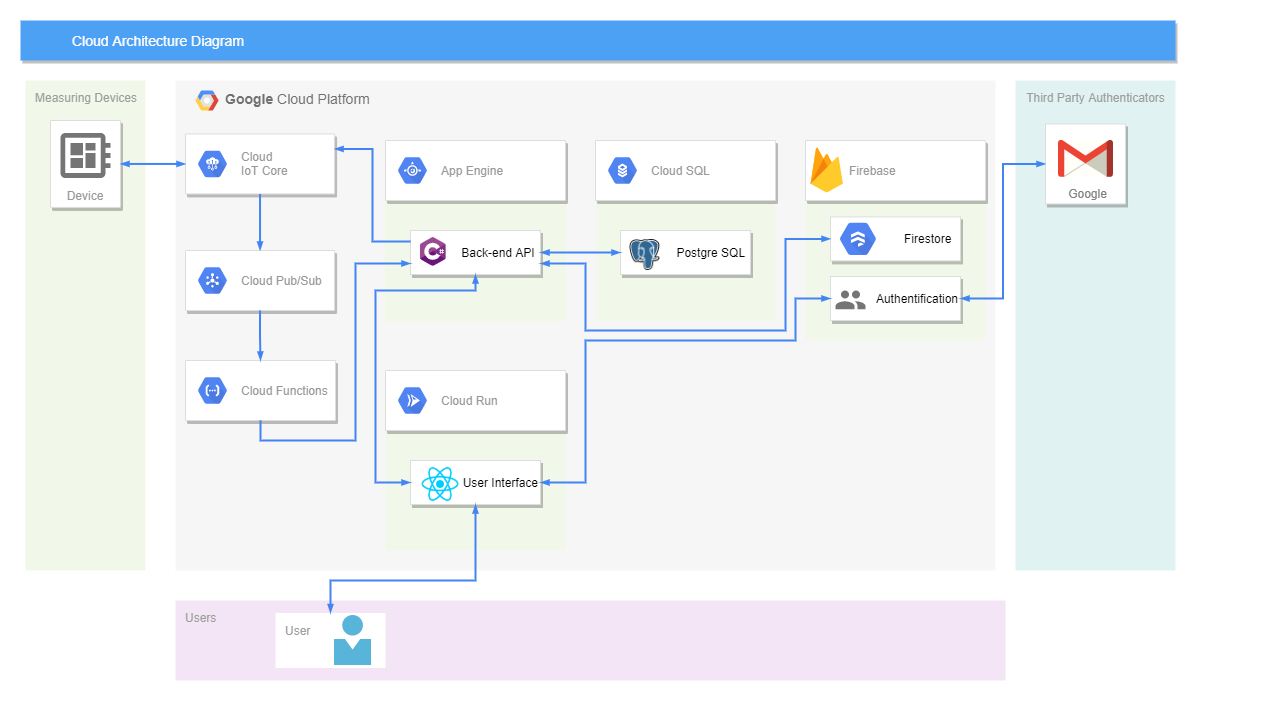 Cloud Architecture Diagram
Measuring Devices
Device
Google Cloud Platform
Cloud
IoT Core
Cloud Pub/Sub
Cloud Functions
App Engine
C#
Back-end API
Cloud SQL
Postgre SQL
Firebase
Firestore
Authentification
Cloud Run
User Interface
Third Party Authenticators
Google
Users
User